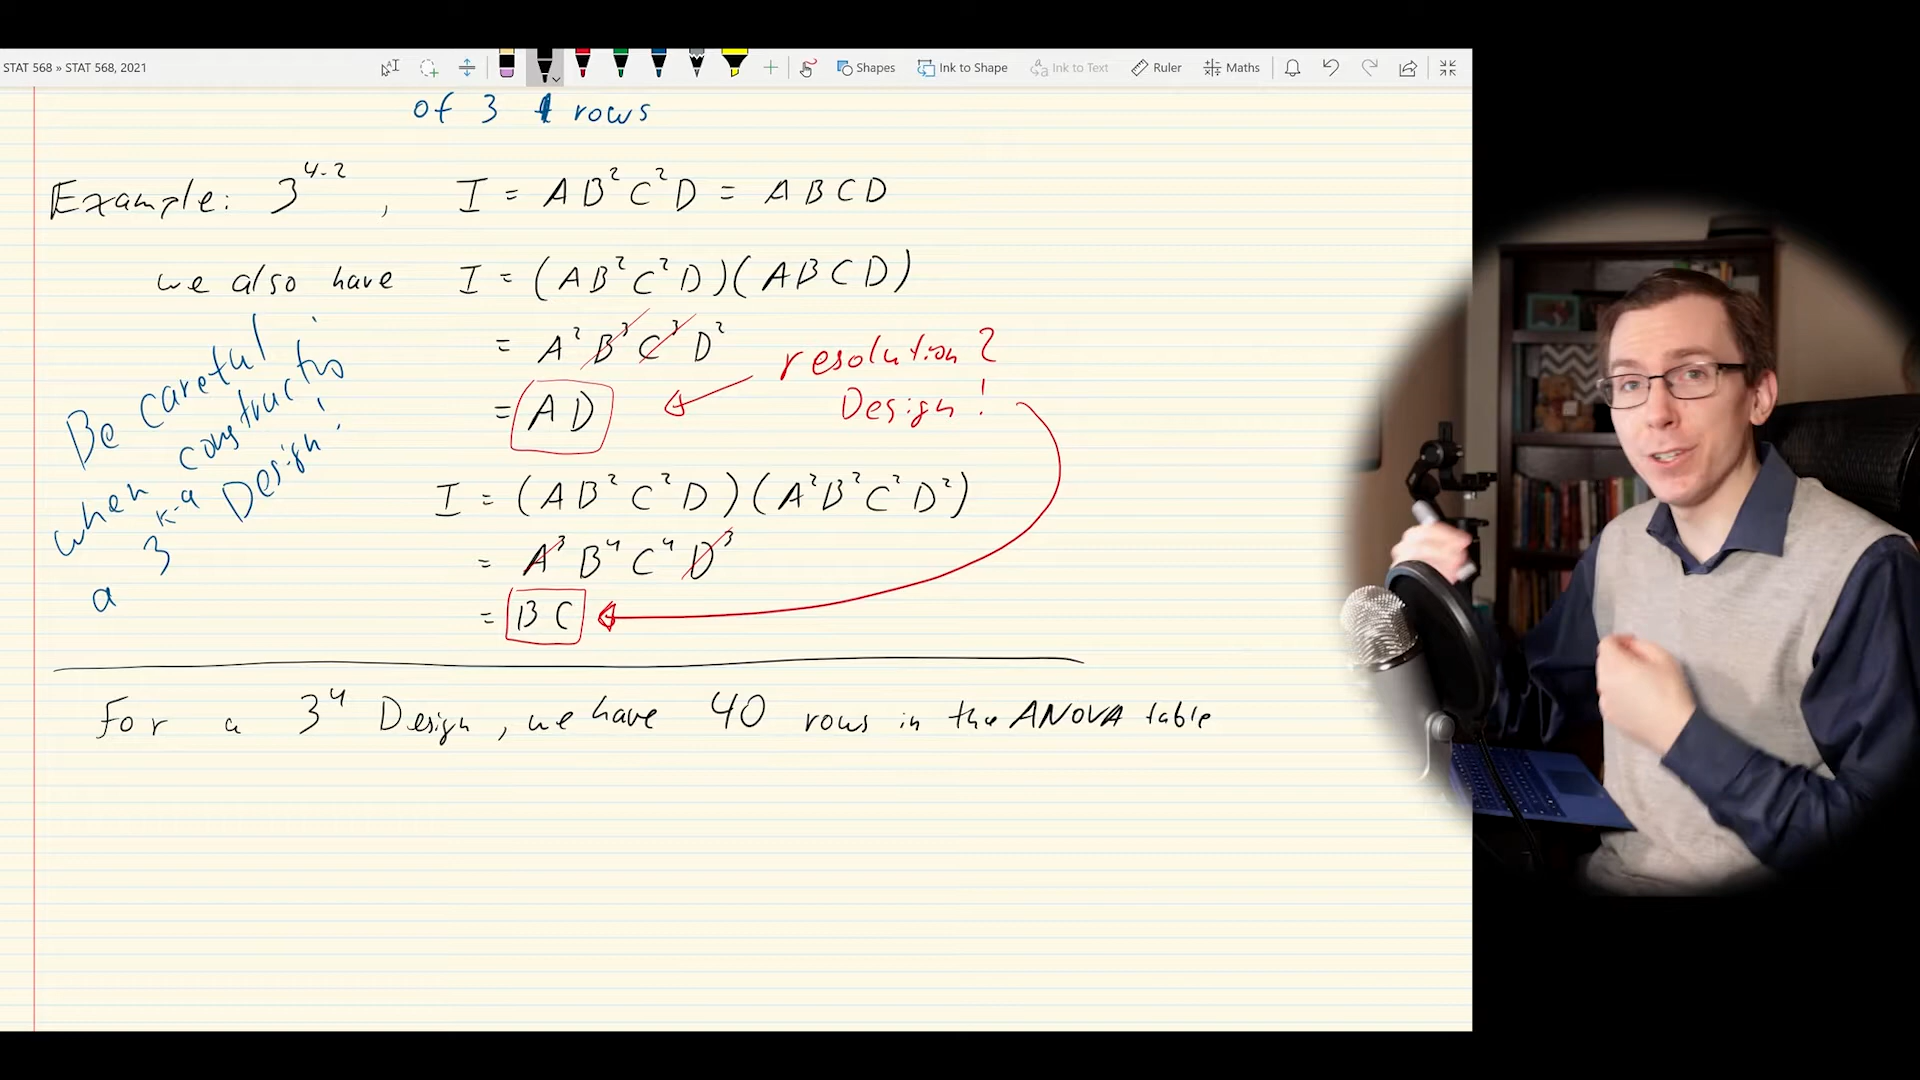 STAT 568 » STAT 568, 2021
Shapes Ink to Shape Ink to Text Ruler Maths
of 3 rows
Example: 3^{4-2}, I = AB²C²D = ABCD
we also have I = (AB²C²D)(ABCD)
= A²B³C³D²
= AD
resolution 2
Design!
Be careful
when constructing
a 3^{k-q} Design!
I = (AB²C²D)(A²B²C²D²)
= A³B⁴C⁴D³
= BC
For a 3⁴ Design, we have 40 rows in the ANOVA table